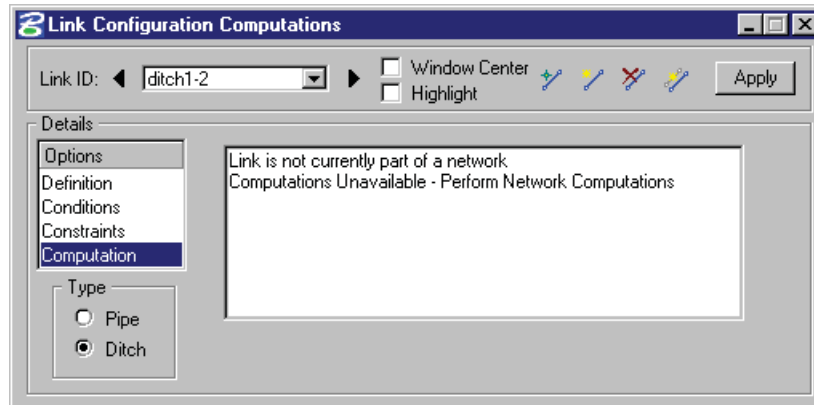 Link Configuration Computations
Link ID: ditch1-2 Window Center Apply
Highlight
Details
Options
Definition
Conditions
Constraints
Computation
Link is not currently part of a network
Computations Unavailable - Perform Network Computations
Type
Pipe
Ditch